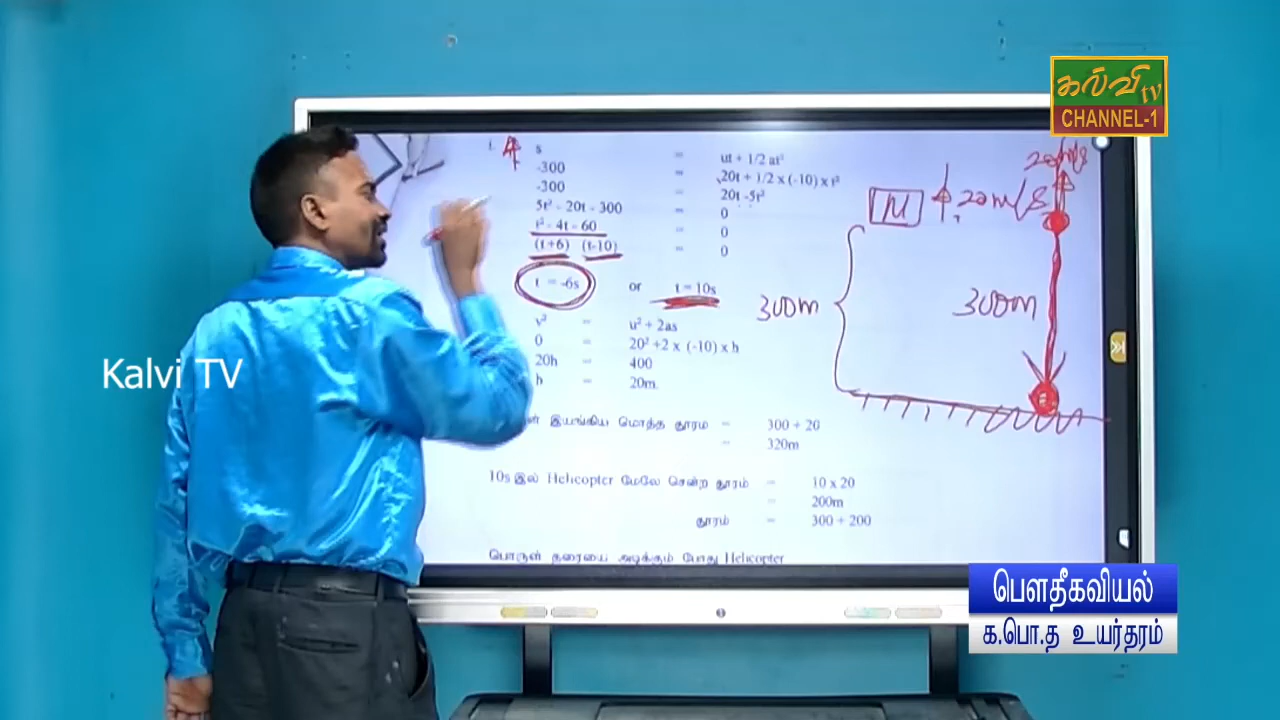 கல்வி tv
CHANNEL-1
s = ut + 1/2 at²
-300 = 20t + 1/2 x (-10) x t²
-300 = 20t -5t²
5t² - 20t - 300 = 0
t² - 4t - 60 = 0
(t +6) (t-10) = 0
t = -6s or t = 10s
v² = u² + 2as
0 = 20² +2 x (-10) x h
20h = 400
h = 20m
இயங்கிய மொத்த தூரம் = 300 + 20
= 320m
10s இல் Helicopter மேலே சென்ற தூரம் = 10 x 20
= 200m
தூரம் = 300 + 200
பொருள் தரையை அடிக்கும் போது Helicopter
20m/s
20m/s
300m
300m
Kalvi TV
பௌதீகவியல்
க.பொ.த உயர்தரம்